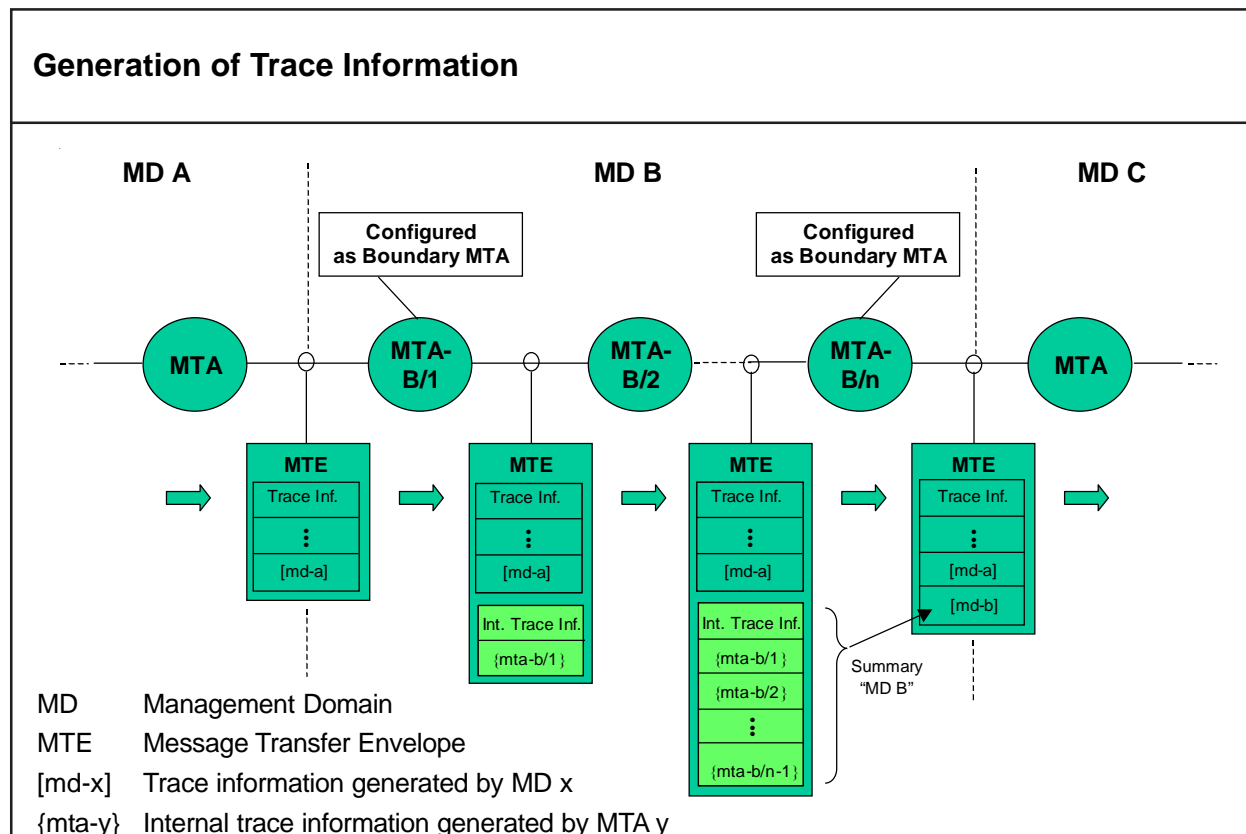 Generation of Trace Information
MD A
MD B
MD C
Configured
as Boundary MTA
Configured
as Boundary MTA
MTA
MTA-
B/1
MTA-
B/2
MTA-
B/n
MTA
MTE
Trace Inf.
⋮
[md-a]
MTE
Trace Inf.
⋮
[md-a]
Int. Trace Inf.
{mta-b/1}
MTE
Trace Inf.
⋮
[md-a]
Int. Trace Inf.
{mta-b/1}
{mta-b/2}
⋮
{mta-b/n-1}
MTE
Trace Inf.
⋮
[md-a]
[md-b]
Summary
“MD B”
MD Management Domain
MTE Message Transfer Envelope
[md-x] Trace information generated by MD x
{mta-y} Internal trace information generated by MTA y